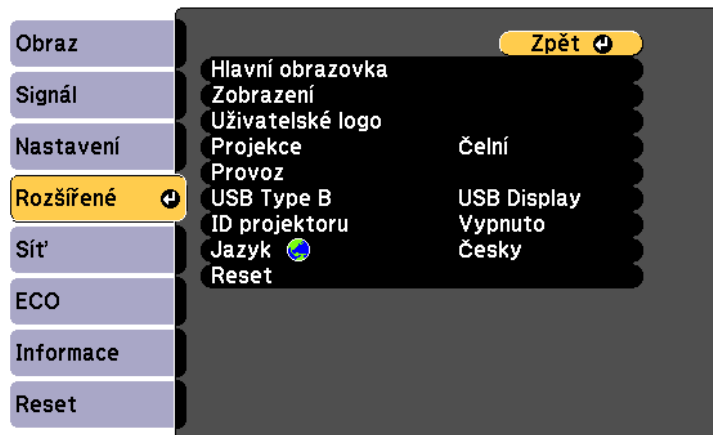 Obraz
Signál
Nastavení
Rozšířené
Síť
ECO
Informace
Reset
Zpět
Hlavní obrazovka
Zobrazení
Uživatelské logo
Projekce Čelní
Provoz
USB Type B USB Display
ID projektoru Vypnuto
Jazyk Česky
Reset